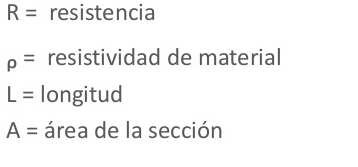 R = resistencia
ρ = resistividad de material
L = longitud
A = área de la sección